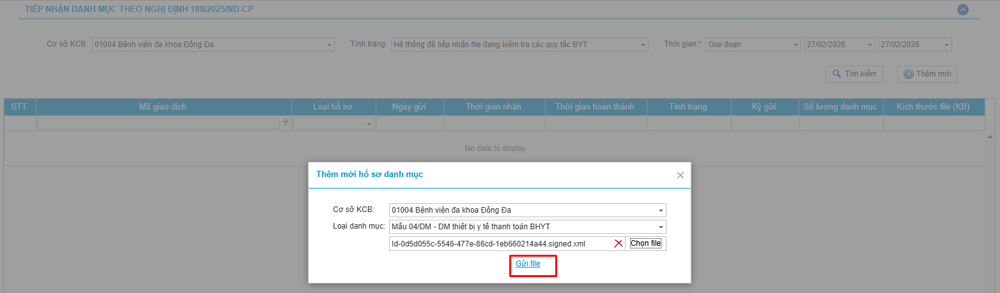 TIẾP NHẬN DANH MỤC THEO NGHỊ ĐỊNH 188/2025/ND-CP
Cơ sở KCB: 01004 Bệnh viện đa khoa Đống Đa Tình trạng: Hệ thống đã tiếp nhận file đang kiểm tra các quy tắc BYT Thời gian:* Giai đoạn 27/02/2026 27/02/2026
Tìm kiếm Thêm mới
STT Mã giao dịch Loại hồ sơ Ngày gửi Thời gian nhận Thời gian hoàn thành Tình trạng Kỳ gửi Số lượng danh mục Kích thước file (KB)
No data to display
Thêm mới hồ sơ danh mục
Cơ sở KCB: 01004 Bệnh viện đa khoa Đống Đa
Loại danh mục: Mẫu 04/DM - DM thiết bị y tế thanh toán BHYT
Id-0d5d055c-5546-477e-86cd-1eb660214a44.signed.xml Chọn file
Gửi file